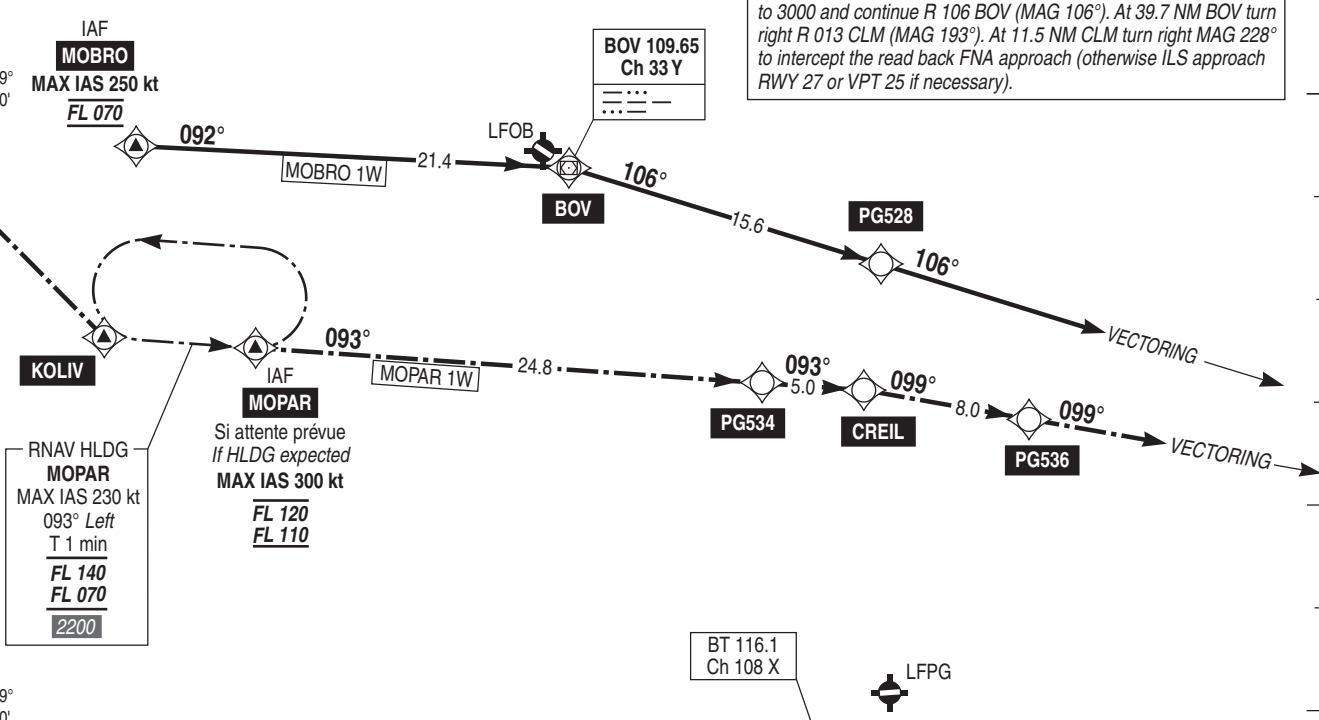 to 3000 and continue R 106 BOV (MAG 106°). At 39.7 NM BOV turn
right R 013 CLM (MAG 193°). At 11.5 NM CLM turn right MAG 228°
to intercept the read back FNA approach (otherwise ILS approach
RWY 27 or VPT 25 if necessary).
IAF
MOBRO
MAX IAS 250 kt
FL 070
9°
0'
BOV 109.65
Ch 33 Y
092°
MOBRO 1W
21.4
LFOB
BOV
106°
15.6
PG528
106°
VECTORING
KOLIV
093°
MOPAR 1W
24.8
093°
5.0
099°
8.0
099°
VECTORING
PG534
CREIL
PG536
IAF
MOPAR
Si attente prévue
If HLDG expected
MAX IAS 300 kt
FL 120
FL 110
RNAV HLDG
MOPAR
MAX IAS 230 kt
093° Left
T 1 min
FL 140
FL 070
2200
BT 116.1
Ch 108 X
LFPG
9°
0'